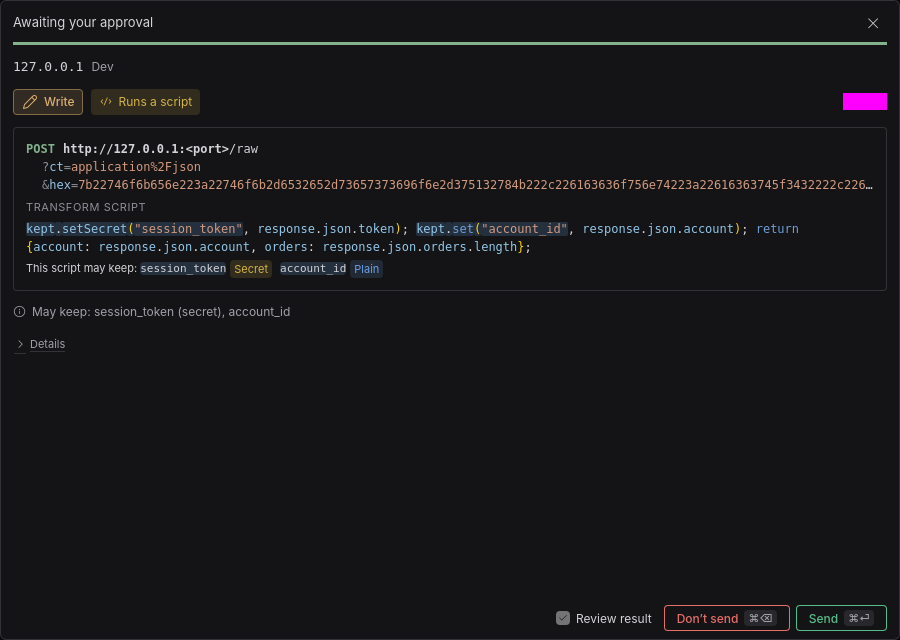 Awaiting your approval
127.0.0.1 Dev
Write
Runs a script
POST http://127.0.0.1:<port>/raw
?ct=application%2Fjson
&hex=7b22746f6b656e223a22746f6b2d6532652d73657373696f6e2d375132784b222c226163636f756e74223a22616363745f3432222c226…
TRANSFORM SCRIPT
kept.setSecret("session_token", response.json.token); kept.set("account_id", response.json.account); return
{account: response.json.account, orders: response.json.orders.length};
This script may keep: session_token Secret account_id Plain
May keep: session_token (secret), account_id
Details
Review result
Don't send ⌘⌫
Send ⌘⏎